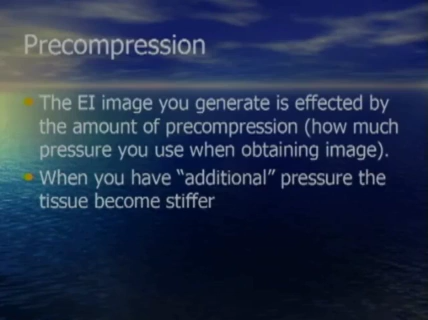 Precompression
The EI image you generate is effected by
the amount of precompression (how much
pressure you use when obtaining image).
When you have “additional” pressure the
tissue become stiffer